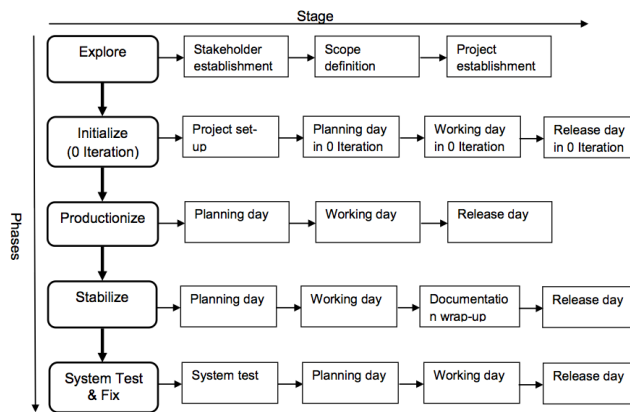 Stage
Phases
Explore
Stakeholder
establishment
Scope
definition
Project
establishment
Initialize
(0 Iteration)
Project set-
up
Planning day
in 0 Iteration
Working day
in 0 Iteration
Release day
in 0 Iteration
Productionize
Planning day
Working day
Release day
Stabilize
Planning day
Working day
Documentatio
n wrap-up
Release day
System Test
& Fix
System test
Planning day
Working day
Release day